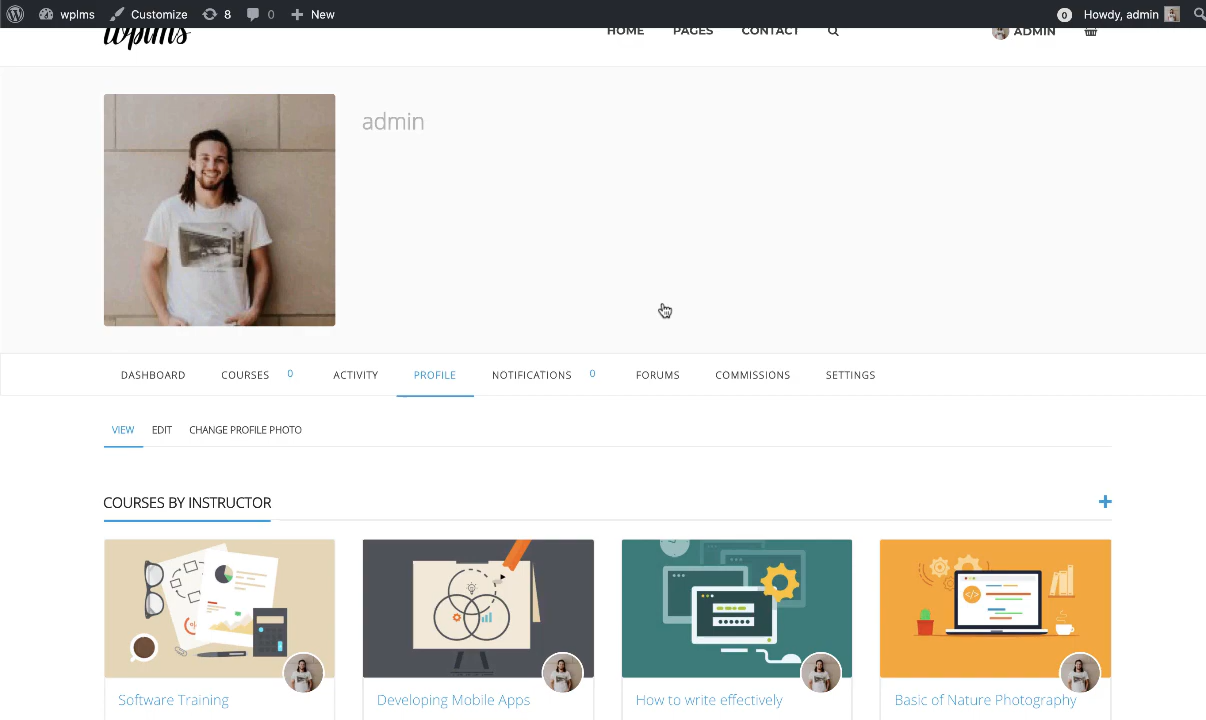 wplms Customize 8 0 New 0 Howdy, admin
wplms HOME PAGES CONTACT ADMIN
admin
DASHBOARD COURSES 0 ACTIVITY PROFILE NOTIFICATIONS 0 FORUMS COMMISSIONS SETTINGS
VIEW EDIT CHANGE PROFILE PHOTO
COURSES BY INSTRUCTOR +
Software Training Developing Mobile Apps How to write effectively Basic of Nature Photography